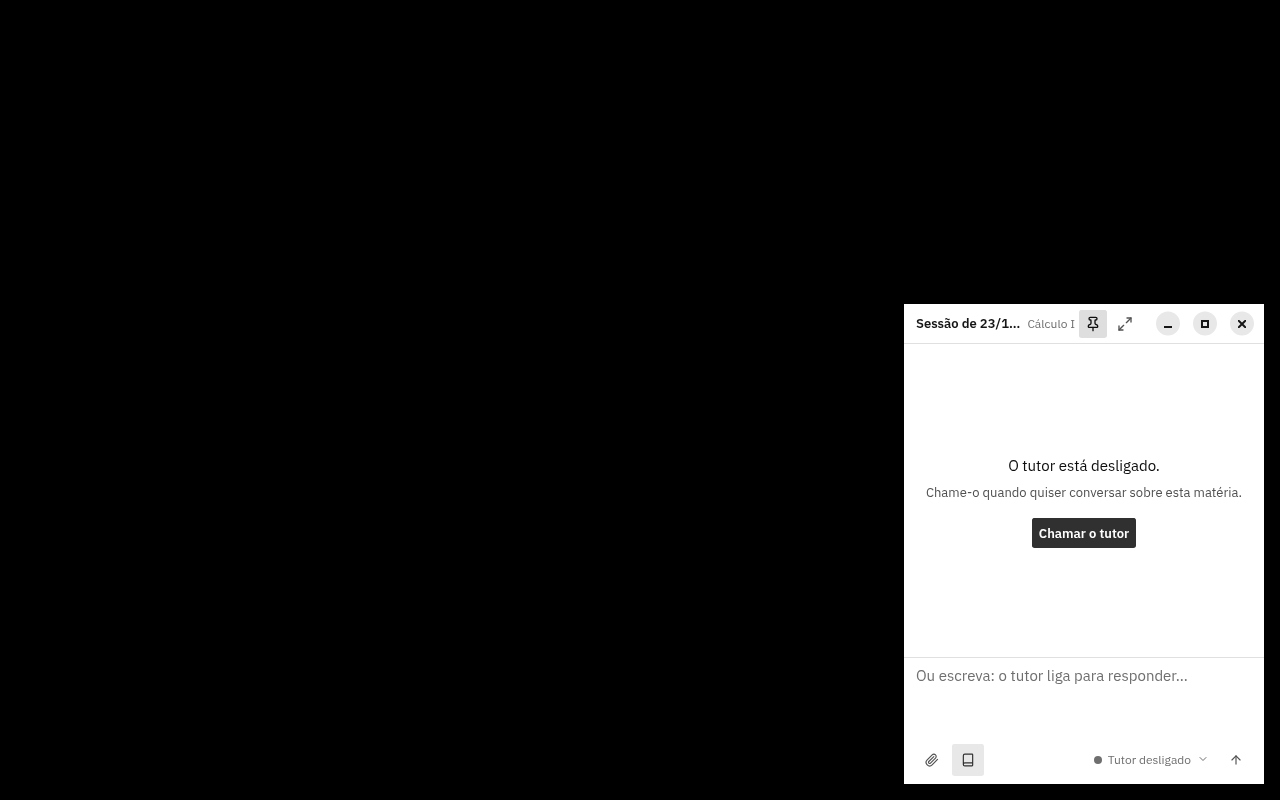 Sessão de 23/1... Cálculo I
O tutor está desligado.
Chame-o quando quiser conversar sobre esta matéria.
Chamar o tutor
Ou escreva: o tutor liga para responder...
Tutor desligado